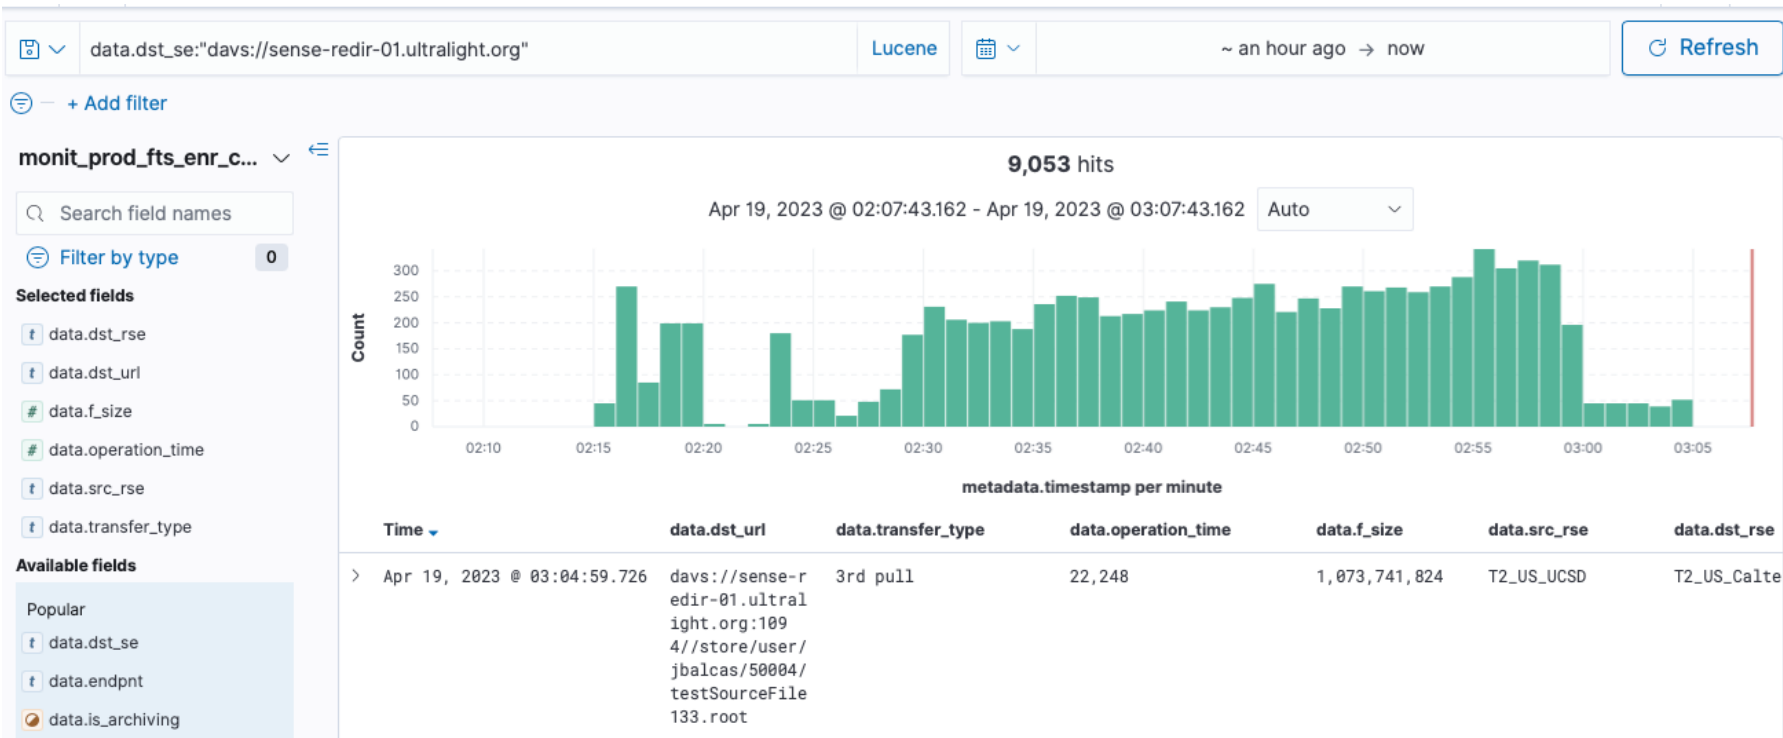 data.dst_se:"davs://sense-redir-01.ultralight.org" Lucene ~ an hour ago → now Refresh
+ Add filter
monit_prod_fts_enr_c...
Search field names
Filter by type 0
Selected fields
t data.dst_rse
t data.dst_url
# data.f_size
# data.operation_time
t data.src_rse
t data.transfer_type
Available fields
Popular
t data.dst_se
t data.endpnt
data.is_archiving
9,053 hits
Apr 19, 2023 @ 02:07:43.162 - Apr 19, 2023 @ 03:07:43.162 Auto
Count
300
250
200
150
100
50
0
02:10 02:15 02:20 02:25 02:30 02:35 02:40 02:45 02:50 02:55 03:00 03:05
metadata.timestamp per minute
Time data.dst_url data.transfer_type data.operation_time data.f_size data.src_rse data.dst_rse
Apr 19, 2023 @ 03:04:59.726 davs://sense-r 3rd pull 22,248 1,073,741,824 T2_US_UCSD T2_US_Calte
edir-01.ultral
ight.org:109
4//store/user/
jbalcas/50004/
testSourceFile
133.root